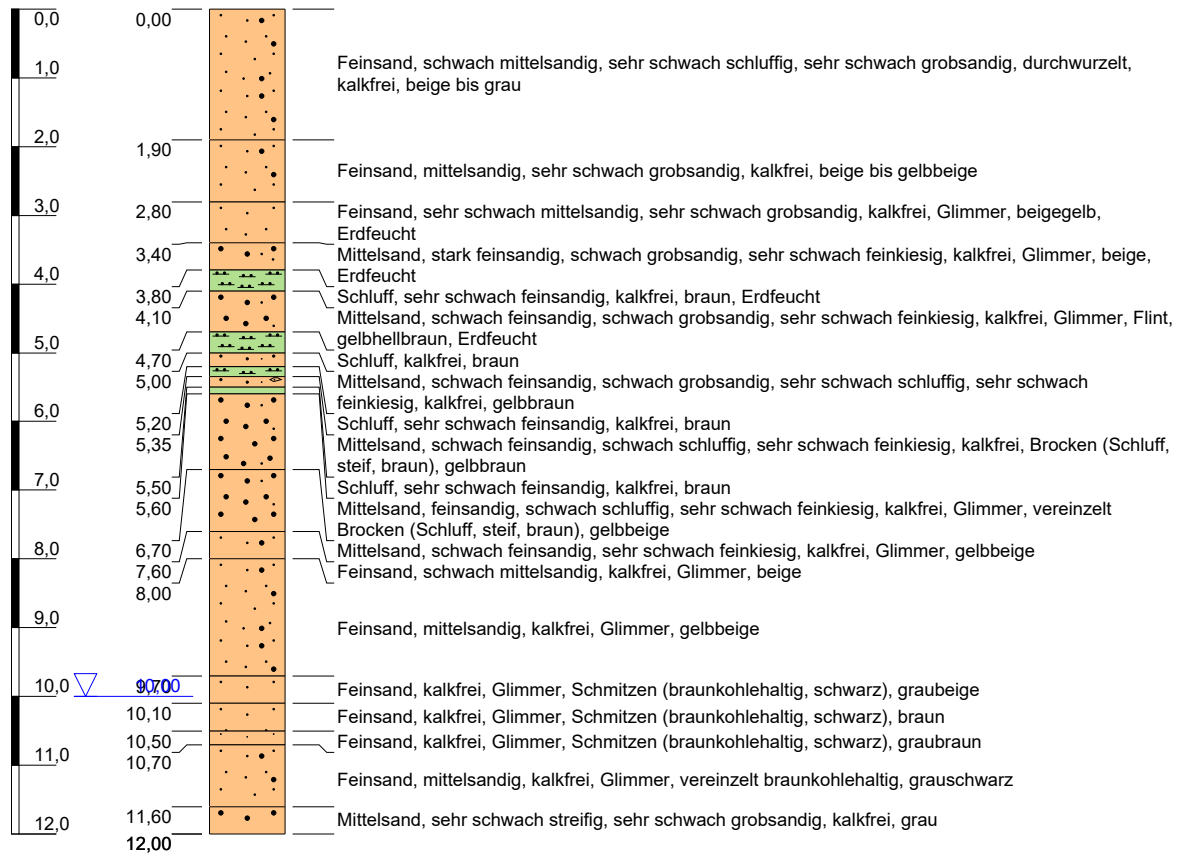 0,0
0,00
Feinsand, schwach mittelsandig, sehr schwach schluffig, sehr schwach grobsandig, durchwurzelt,
kalkfrei, beige bis grau
1,0
2,0
1,90
Feinsand, mittelsandig, sehr schwach grobsandig, kalkfrei, beige bis gelbbeige
3,0
2,80
Feinsand, sehr schwach mittelsandig, sehr schwach grobsandig, kalkfrei, Glimmer, beigegelb,
Erdfeucht
3,40
Mittelsand, stark feinsandig, schwach grobsandig, sehr schwach feinkiesig, kalkfrei, Glimmer, beige,
Erdfeucht
4,0
3,80
Schluff, sehr schwach feinsandig, kalkfrei, braun, Erdfeucht
4,10
Mittelsand, schwach feinsandig, schwach grobsandig, sehr schwach feinkiesig, kalkfrei, Glimmer, Flint,
gelbhellbraun, Erdfeucht
5,0
4,70
Schluff, kalkfrei, braun
5,00
Mittelsand, schwach feinsandig, schwach grobsandig, sehr schwach schluffig, sehr schwach
feinkiesig, kalkfrei, gelbbraun
6,0
5,20
Schluff, sehr schwach feinsandig, kalkfrei, braun
5,35
Mittelsand, schwach feinsandig, schwach schluffig, sehr schwach feinkiesig, kalkfrei, Brocken (Schluff,
steif, braun), gelbbraun
7,0
5,50
Schluff, sehr schwach feinsandig, kalkfrei, braun
5,60
Mittelsand, feinsandig, schwach schluffig, sehr schwach feinkiesig, kalkfrei, Glimmer, vereinzelt
Brocken (Schluff, steif, braun), gelbbeige
8,0
6,70
Mittelsand, schwach feinsandig, sehr schwach feinkiesig, kalkfrei, Glimmer, gelbbeige
7,60
Feinsand, schwach mittelsandig, kalkfrei, Glimmer, beige
8,00
9,0
Feinsand, mittelsandig, kalkfrei, Glimmer, gelbbeige
10,0
9,70
10,00
Feinsand, kalkfrei, Glimmer, Schmitzen (braunkohlehaltig, schwarz), graubeige
10,10
Feinsand, kalkfrei, Glimmer, Schmitzen (braunkohlehaltig, schwarz), braun
10,50
Feinsand, kalkfrei, Glimmer, Schmitzen (braunkohlehaltig, schwarz), graubraun
11,0
10,70
Feinsand, mittelsandig, kalkfrei, Glimmer, vereinzelt braunkohlehaltig, grauschwarz
12,0
11,60
Mittelsand, sehr schwach streifig, sehr schwach grobsandig, kalkfrei, grau
12,00